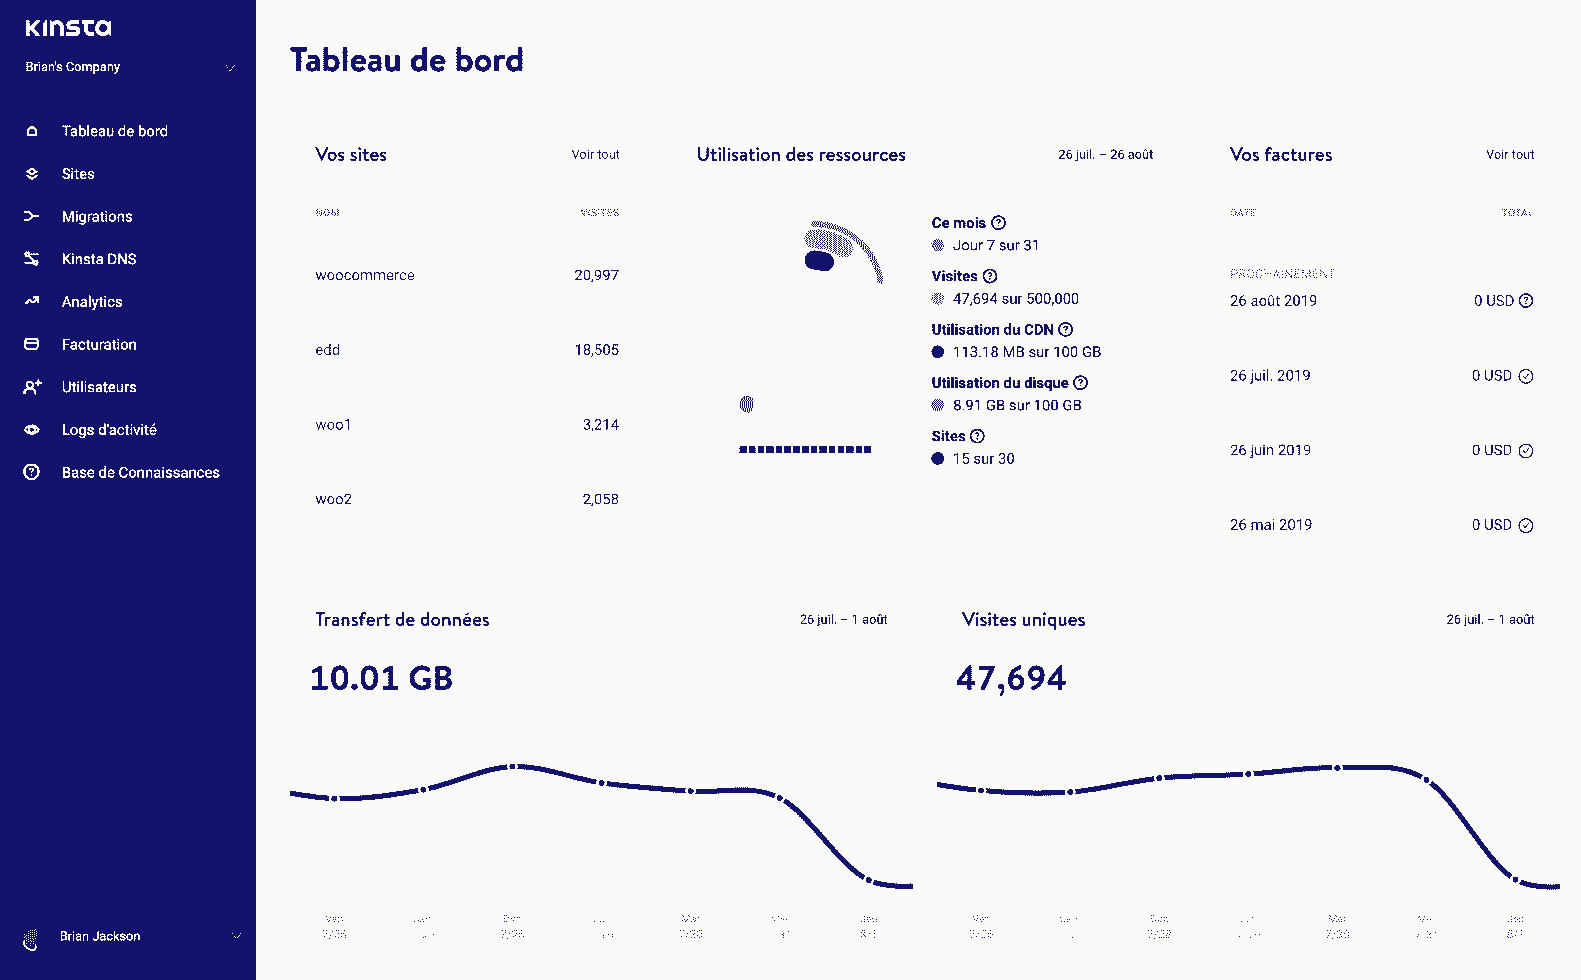 KINSTA
Brian's Company
Tableau de bord
Sites
Migrations
Kinsta DNS
Analytics
Facturation
Utilisateurs
Logs d'activité
Base de Connaissances
Brian Jackson
Tableau de bord
Vos sites
Voir tout
NOM
VISITES
woocommerce
20,997
edd
18,505
woo1
3,214
woo2
2,058
Utilisation des ressources
26 juil. – 26 août
Ce mois
Jour 7 sur 31
Visites
47,694 sur 500,000
Utilisation du CDN
113.18 MB sur 100 GB
Utilisation du disque
8.91 GB sur 100 GB
Sites
15 sur 30
Vos factures
Voir tout
DATE
TOTAL
PROCHAINEMENT
26 août 2019
0 USD
26 juil. 2019
0 USD
26 juin 2019
0 USD
26 mai 2019
0 USD
Transfert de données
26 juil. – 1 août
10.01 GB
Visites uniques
26 juil. – 1 août
47,694